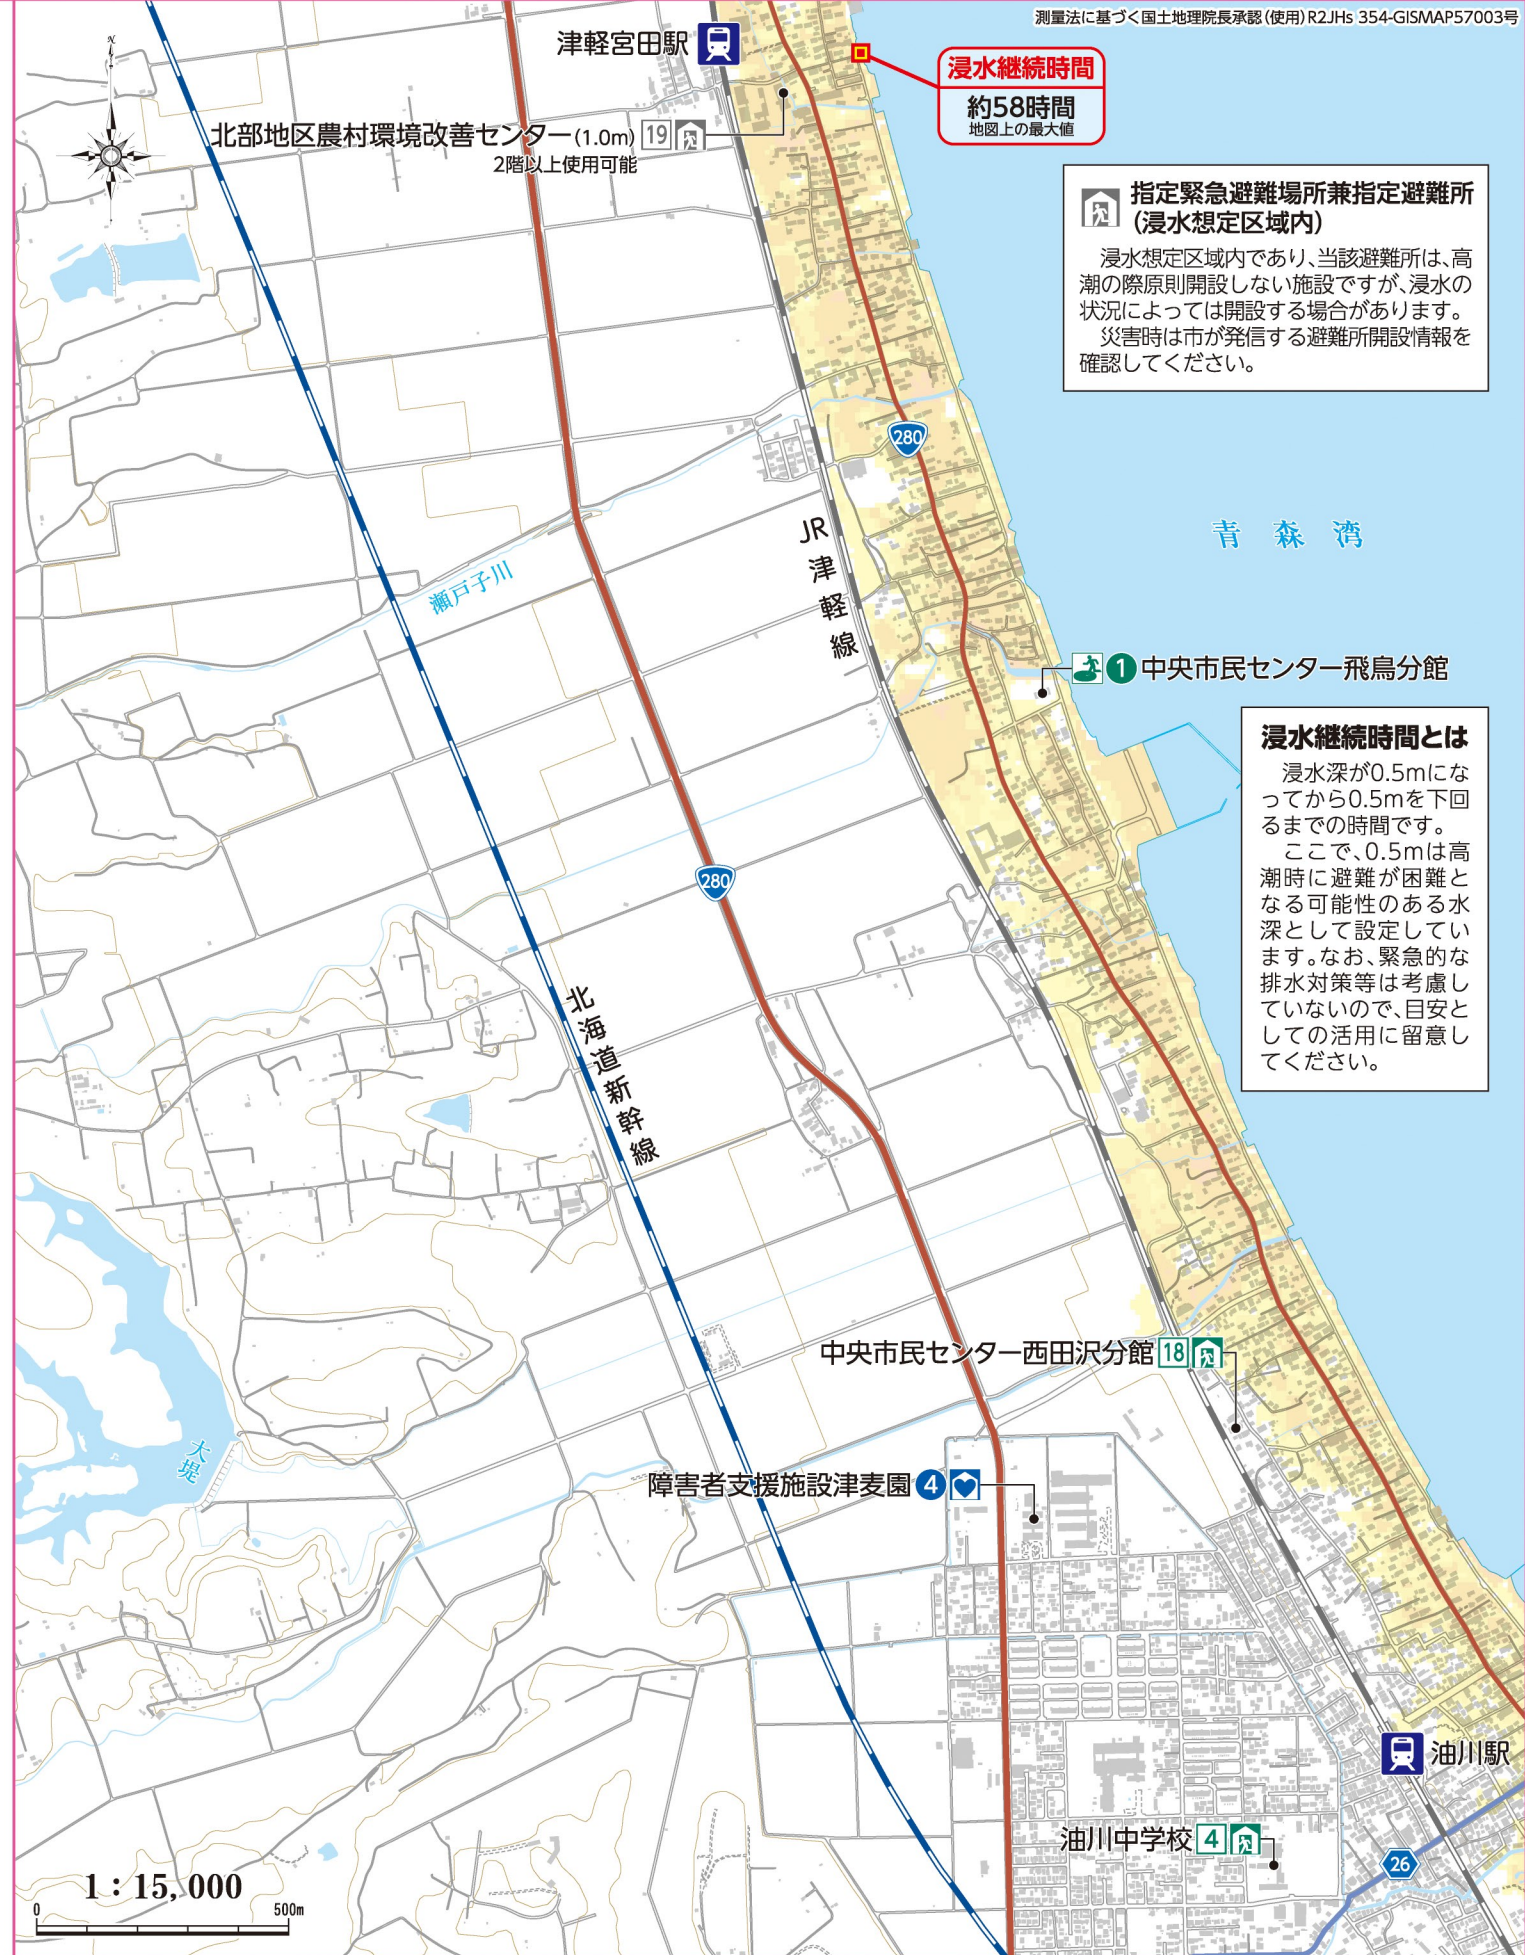 測量法に基づく国土地理院長承認(使用)R2JHs 354-GISMAP57003号
津軽宮田駅
浸水継続時間
約58時間
地図上の最大値
北部地区農村環境改善センター(1.0m) 19
2階以上使用可能
指定緊急避難場所兼指定避難所
(浸水想定区域内)
　浸水想定区域内であり、当該避難所は、高
潮の際原則開設しない施設ですが、浸水の
状況によっては開設する場合があります。
　災害時は市が発信する避難所開設情報を
確認してください。
280
青森湾
JR津軽線
瀬戸子川
1 中央市民センター飛鳥分館
浸水継続時間とは
　浸水深が0.5mにな
ってから0.5mを下回
るまでの時間です。
　ここで、0.5mは高
潮時に避難が困難と
なる可能性のある水
深として設定してい
ます。なお、緊急的な
排水対策等は考慮し
ていないので、目安と
しての活用に留意し
てください。
280
北海道新幹線
中央市民センター西田沢分館 18
大堤
障害者支援施設津麦園 4
油川駅
油川中学校 4
26
1：15,000
0 500m